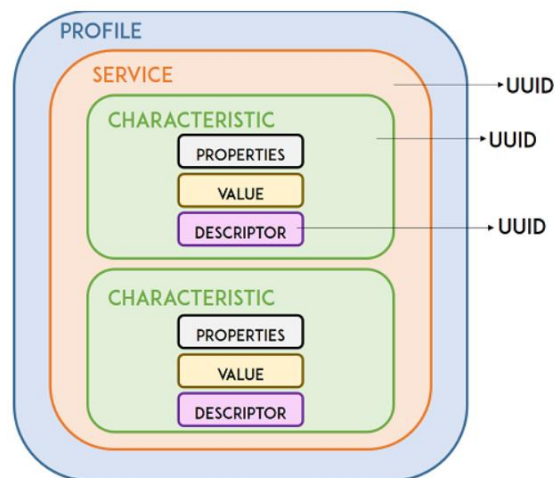 PROFILE
SERVICE
UUID
CHARACTERISTIC
UUID
PROPERTIES
VALUE
DESCRIPTOR
UUID
CHARACTERISTIC
PROPERTIES
VALUE
DESCRIPTOR